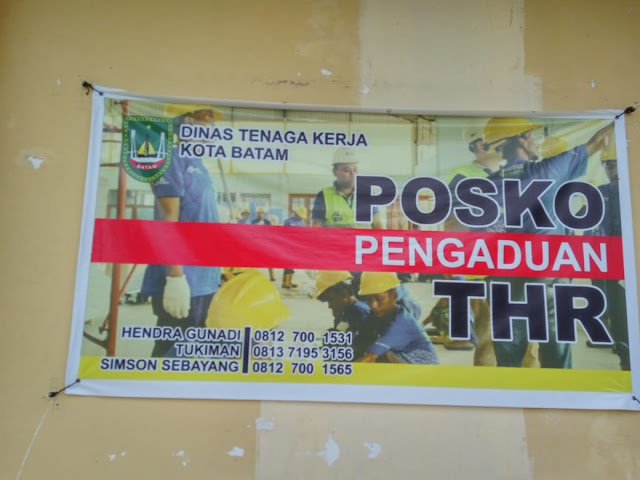 DINAS TENAGA KERJA
KOTA BATAM
BATAM
POSKO
PENGADUAN
THR
HENDRA GUNADI 0812 700 1531
TUKIMAN 0813 7195 3156
SIMSON SEBAYANG 0812 700 1565